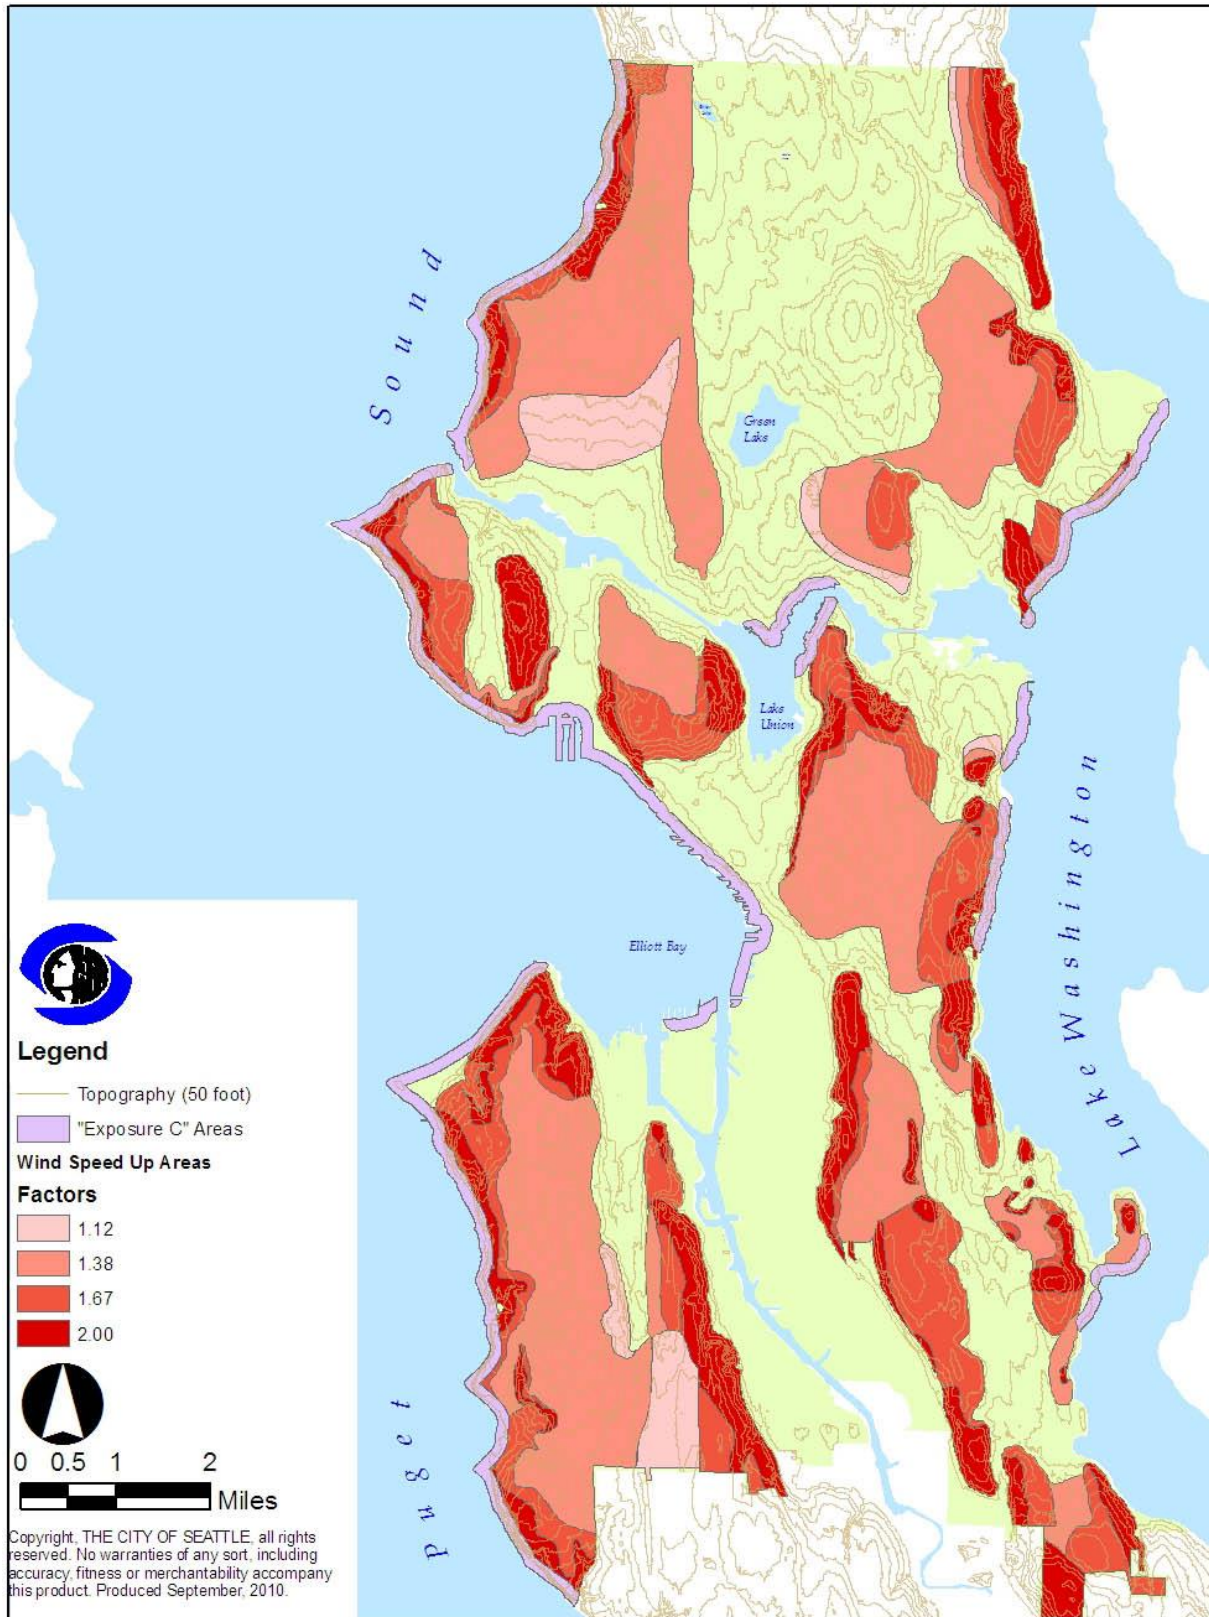 Sound
Green
Lake
Lake
Union
Elliott Bay
Lake Washington
Puget
Legend
Topography (50 foot)
"Exposure C" Areas
Wind Speed Up Areas
Factors
1.12
1.38
1.67
2.00
0 0.5 1 2
Miles
Copyright, THE CITY OF SEATTLE, all rights
reserved. No warranties of any sort, including
accuracy, fitness or merchantability accompany
this product. Produced September, 2010.